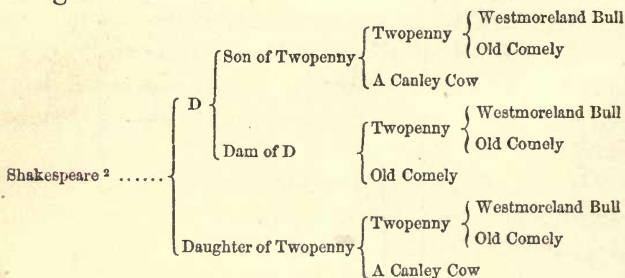 Westmoreland Bull
Twopenny
Old Comely
Son of Twopenny
A Canley Cow
D
Westmoreland Bull
Twopenny
Old Comely
Dam of D
Old Comely
Shakespeare 2 ......
Westmoreland Bull
Twopenny
Old Comely
Daughter of Twopenny
A Canley Cow